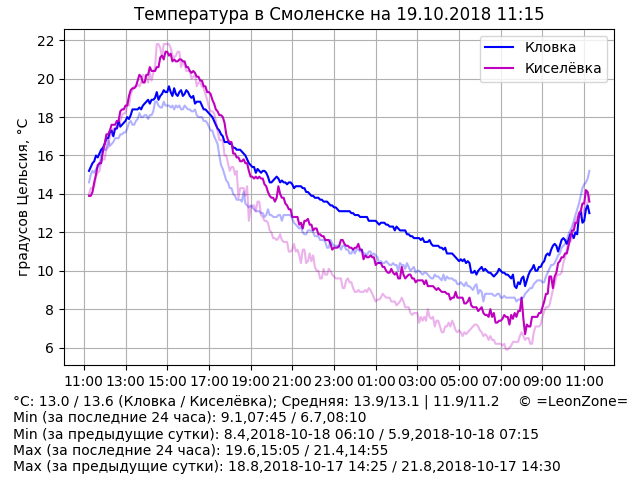 Температура в Смоленске на 19.10.2018 11:15
Кловка
Киселёвка
градусов Цельсия, °C
22
20
18
16
14
12
10
8
6
11:00 13:00 15:00 17:00 19:00 21:00 23:00 01:00 03:00 05:00 07:00 09:00 11:00
°C: 13.0 / 13.6 (Кловка / Киселёвка); Средняя: 13.9/13.1 | 11.9/11.2 © =LeonZone=
Min (за последние 24 часа): 9.1,07:45 / 6.7,08:10
Min (за предыдущие сутки): 8.4,2018-10-18 06:10 / 5.9,2018-10-18 07:15
Max (за последние 24 часа): 19.6,15:05 / 21.4,14:55
Max (за предыдущие сутки): 18.8,2018-10-17 14:25 / 21.8,2018-10-17 14:30